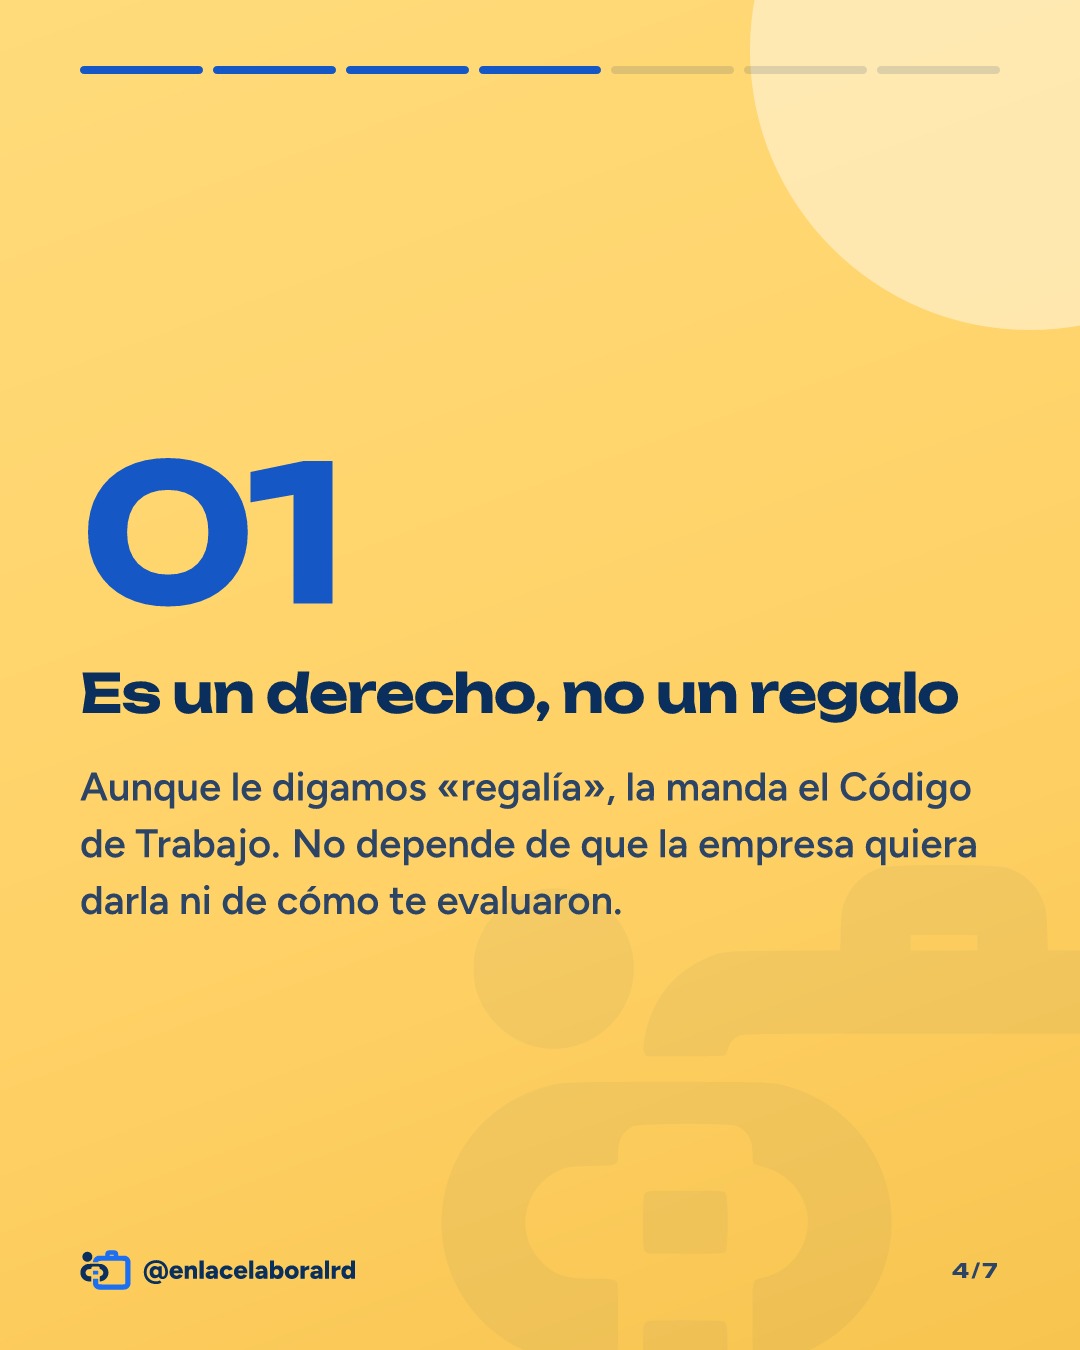 01
Es un derecho, no un regalo
Aunque le digamos «regalía», la manda el Código
de Trabajo. No depende de que la empresa quiera
darla ni de cómo te evaluaron.
@enlacelaboralrd
4/7